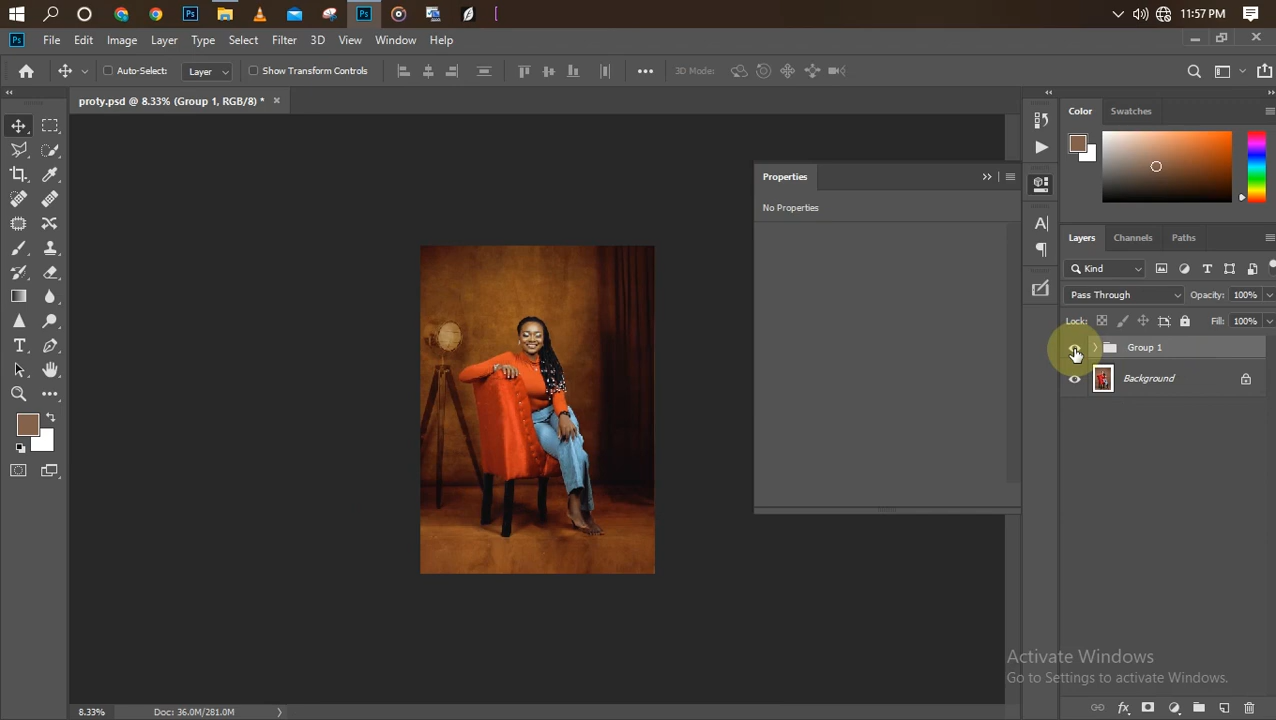 11:57 PM
File Edit Image Layer Type Select Filter 3D View Window Help
Auto-Select: Layer Show Transform Controls 3D Mode:
proty.psd @ 8.33% (Group 1, RGB/8) *
Color Swatches
Properties
No Properties
Layers Channels Paths
Kind
Pass Through Opacity: 100%
Lock: Fill: 100%
Group 1
Background
Activate Windows
Go to Settings to activate Windows.
8.33% Doc: 36.0M/281.0M